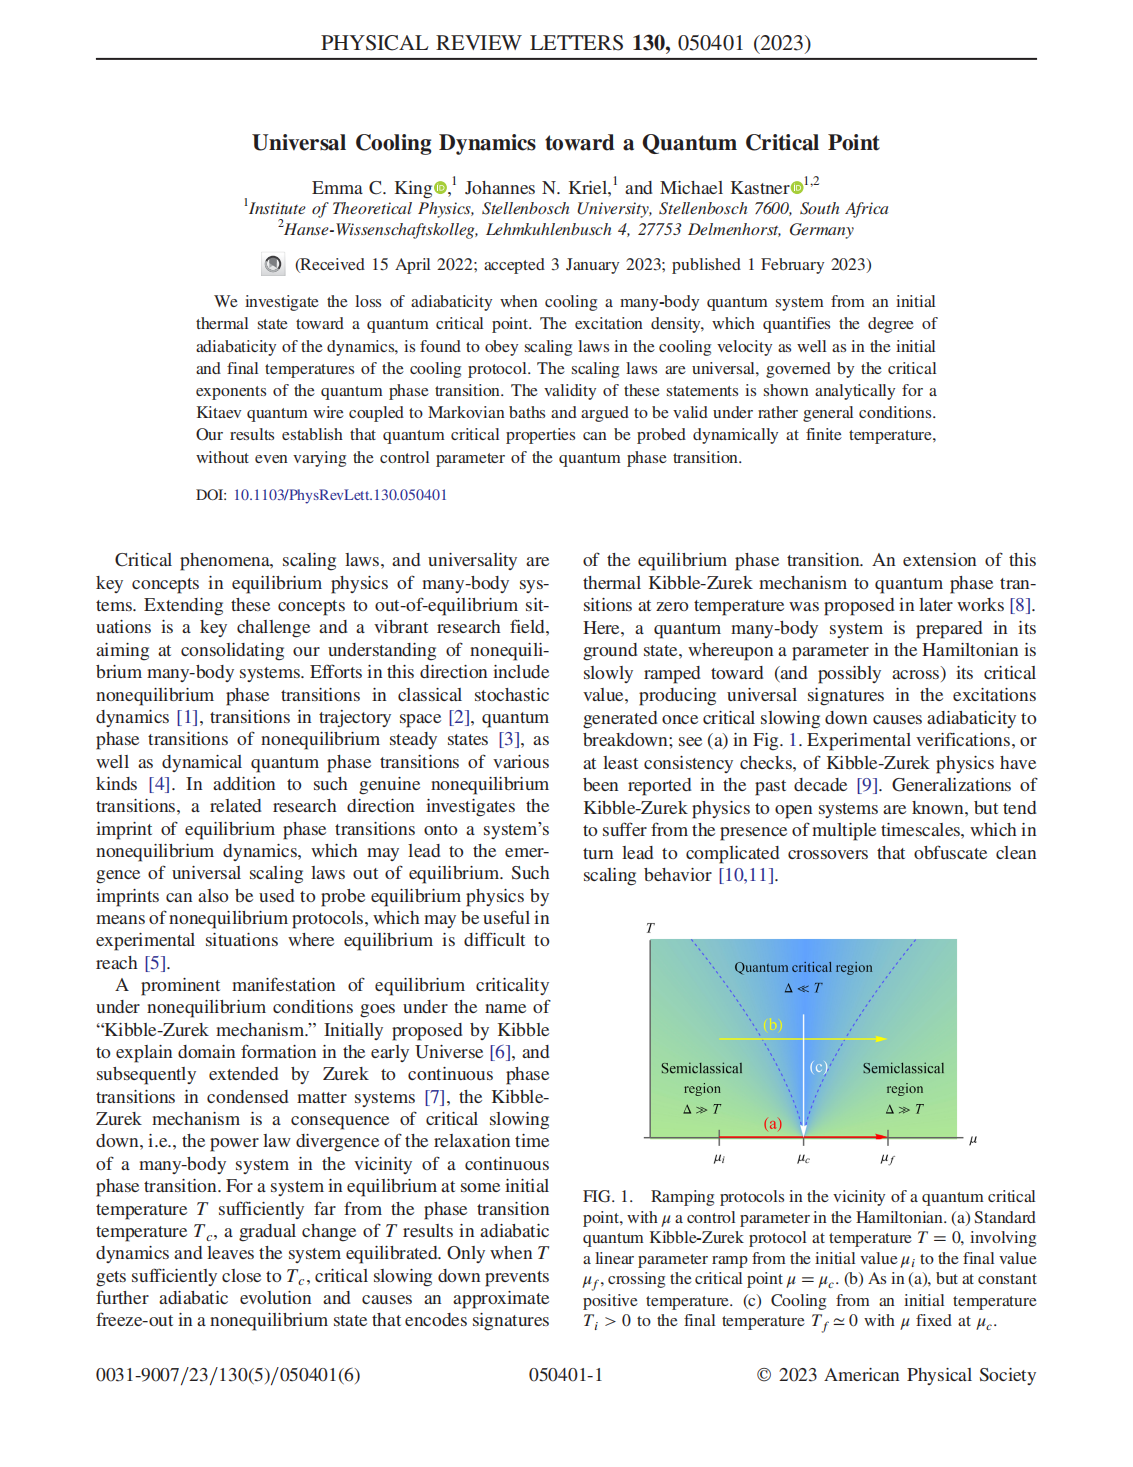 PHYSICAL REVIEW LETTERS 130, 050401 (2023)
Universal Cooling Dynamics toward a Quantum Critical Point
Emma C. King,¹ Johannes N. Kriel,¹ and Michael Kastner¹,²
¹Institute of Theoretical Physics, Stellenbosch University, Stellenbosch 7600, South Africa
²Hanse-Wissenschaftskolleg, Lehmkuhlenbusch 4, 27753 Delmenhorst, Germany
(Received 15 April 2022; accepted 3 January 2023; published 1 February 2023)
We investigate the loss of adiabaticity when cooling a many-body quantum system from an initial
thermal state toward a quantum critical point. The excitation density, which quantifies the degree of
adiabaticity of the dynamics, is found to obey scaling laws in the cooling velocity as well as in the initial
and final temperatures of the cooling protocol. The scaling laws are universal, governed by the critical
exponents of the quantum phase transition. The validity of these statements is shown analytically for a
Kitaev quantum wire coupled to Markovian baths and argued to be valid under rather general conditions.
Our results establish that quantum critical properties can be probed dynamically at finite temperature,
without even varying the control parameter of the quantum phase transition.
DOI: 10.1103/PhysRevLett.130.050401
Critical phenomena, scaling laws, and universality are
key concepts in equilibrium physics of many-body sys-
tems. Extending these concepts to out-of-equilibrium sit-
uations is a key challenge and a vibrant research field,
aiming at consolidating our understanding of nonequili-
brium many-body systems. Efforts in this direction include
nonequilibrium phase transitions in classical stochastic
dynamics [1], transitions in trajectory space [2], quantum
phase transitions of nonequilibrium steady states [3], as
well as dynamical quantum phase transitions of various
kinds [4]. In addition to such genuine nonequilibrium
transitions, a related research direction investigates the
imprint of equilibrium phase transitions onto a system's
nonequilibrium dynamics, which may lead to the emer-
gence of universal scaling laws out of equilibrium. Such
imprints can also be used to probe equilibrium physics by
means of nonequilibrium protocols, which may be useful in
experimental situations where equilibrium is difficult to
reach [5].
A prominent manifestation of equilibrium criticality
under nonequilibrium conditions goes under the name of
“Kibble-Zurek mechanism.” Initially proposed by Kibble
to explain domain formation in the early Universe [6], and
subsequently extended by Zurek to continuous phase
transitions in condensed matter systems [7], the Kibble-
Zurek mechanism is a consequence of critical slowing
down, i.e., the power law divergence of the relaxation time
of a many-body system in the vicinity of a continuous
phase transition. For a system in equilibrium at some initial
temperature T sufficiently far from the phase transition
temperature T_c, a gradual change of T results in adiabatic
dynamics and leaves the system equilibrated. Only when T
gets sufficiently close to T_c, critical slowing down prevents
further adiabatic evolution and causes an approximate
freeze-out in a nonequilibrium state that encodes signatures
of the equilibrium phase transition. An extension of this
thermal Kibble-Zurek mechanism to quantum phase tran-
sitions at zero temperature was proposed in later works [8].
Here, a quantum many-body system is prepared in its
ground state, whereupon a parameter in the Hamiltonian is
slowly ramped toward (and possibly across) its critical
value, producing universal signatures in the excitations
generated once critical slowing down causes adiabaticity to
breakdown; see (a) in Fig. 1. Experimental verifications, or
at least consistency checks, of Kibble-Zurek physics have
been reported in the past decade [9]. Generalizations of
Kibble-Zurek physics to open systems are known, but tend
to suffer from the presence of multiple timescales, which in
turn lead to complicated crossovers that obfuscate clean
scaling behavior [10,11].
T
Quantum critical region
Δ ≪ T
(b)
(c)
Semiclassical
region
Δ ≫ T
Semiclassical
region
Δ ≫ T
(a)
μ
μ_i
μ_c
μ_f
FIG. 1. Ramping protocols in the vicinity of a quantum critical
point, with μ a control parameter in the Hamiltonian. (a) Standard
quantum Kibble-Zurek protocol at temperature T = 0, involving
a linear parameter ramp from the initial value μ_i to the final value
μ_f, crossing the critical point μ = μ_c. (b) As in (a), but at constant
positive temperature. (c) Cooling from an initial temperature
T_i > 0 to the final temperature T_f ≃ 0 with μ fixed at μ_c.
0031-9007/23/130(5)/050401(6)
050401-1
© 2023 American Physical Society